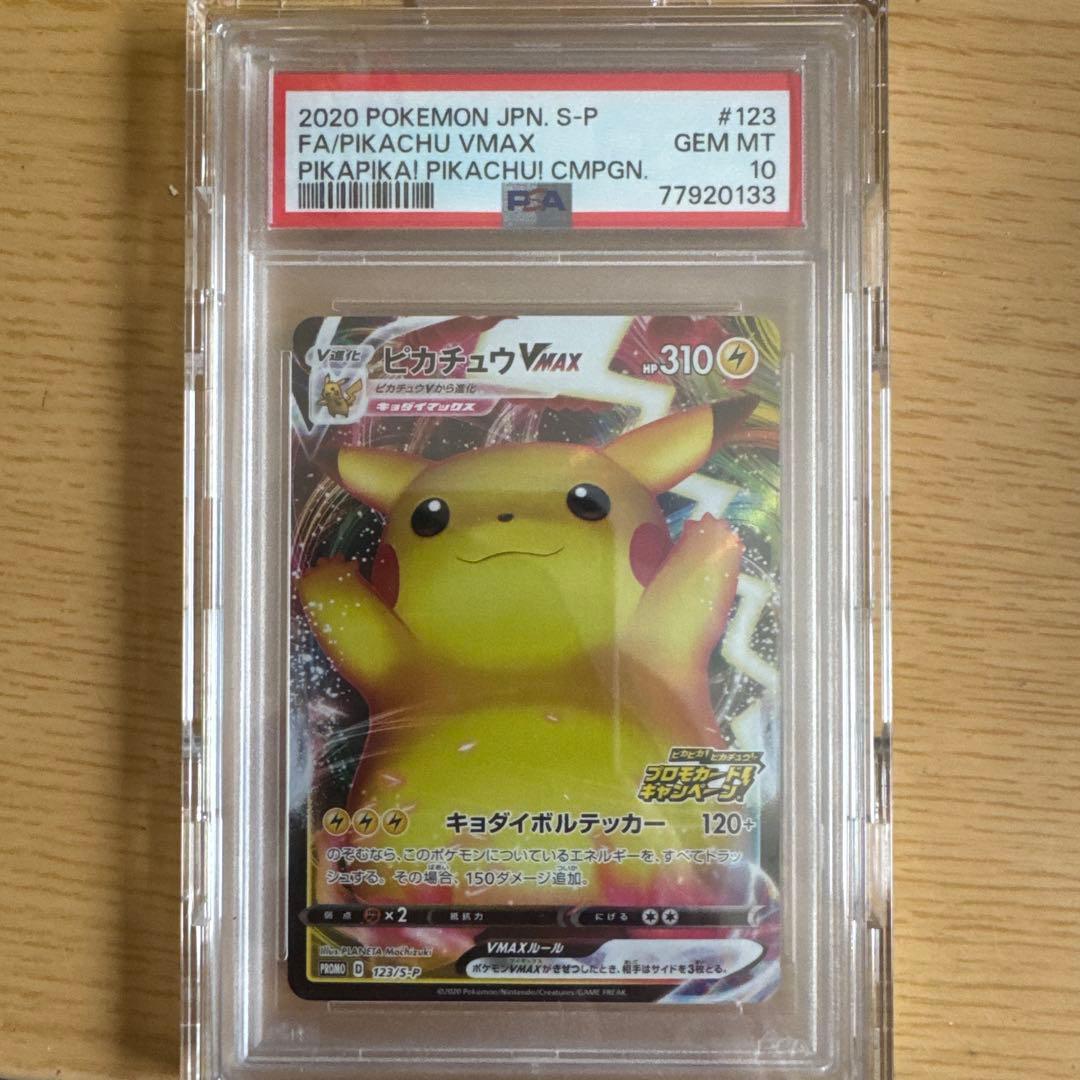 2020 POKEMON JPN. S-P #123
FA/PIKACHU VMAX GEM MT
PIKAPIKA! PIKACHU! CMPGN. 10
PSA 77920133
V進化 ピカチュウVMAX HP310
ピカチュウVから進化
キョダイマックス
ピカピカ! ピカチュウ!
プロモカード
キャンペーン!
キョダイボルテッカー 120+
のぞむなら、このポケモンについているエネルギーを、すべてトラッ
シュする。その場合、150ダメージ追加。
弱点 ×2 抵抗力 にげる
illus. PLANETA Mochizuki
VMAXルール
PROMO D 123/S-P
ポケモンVMAXがきぜつしたとき、相手はサイドを3枚とる。
©2020 Pokémon/Nintendo/Creatures/GAME FREAK.